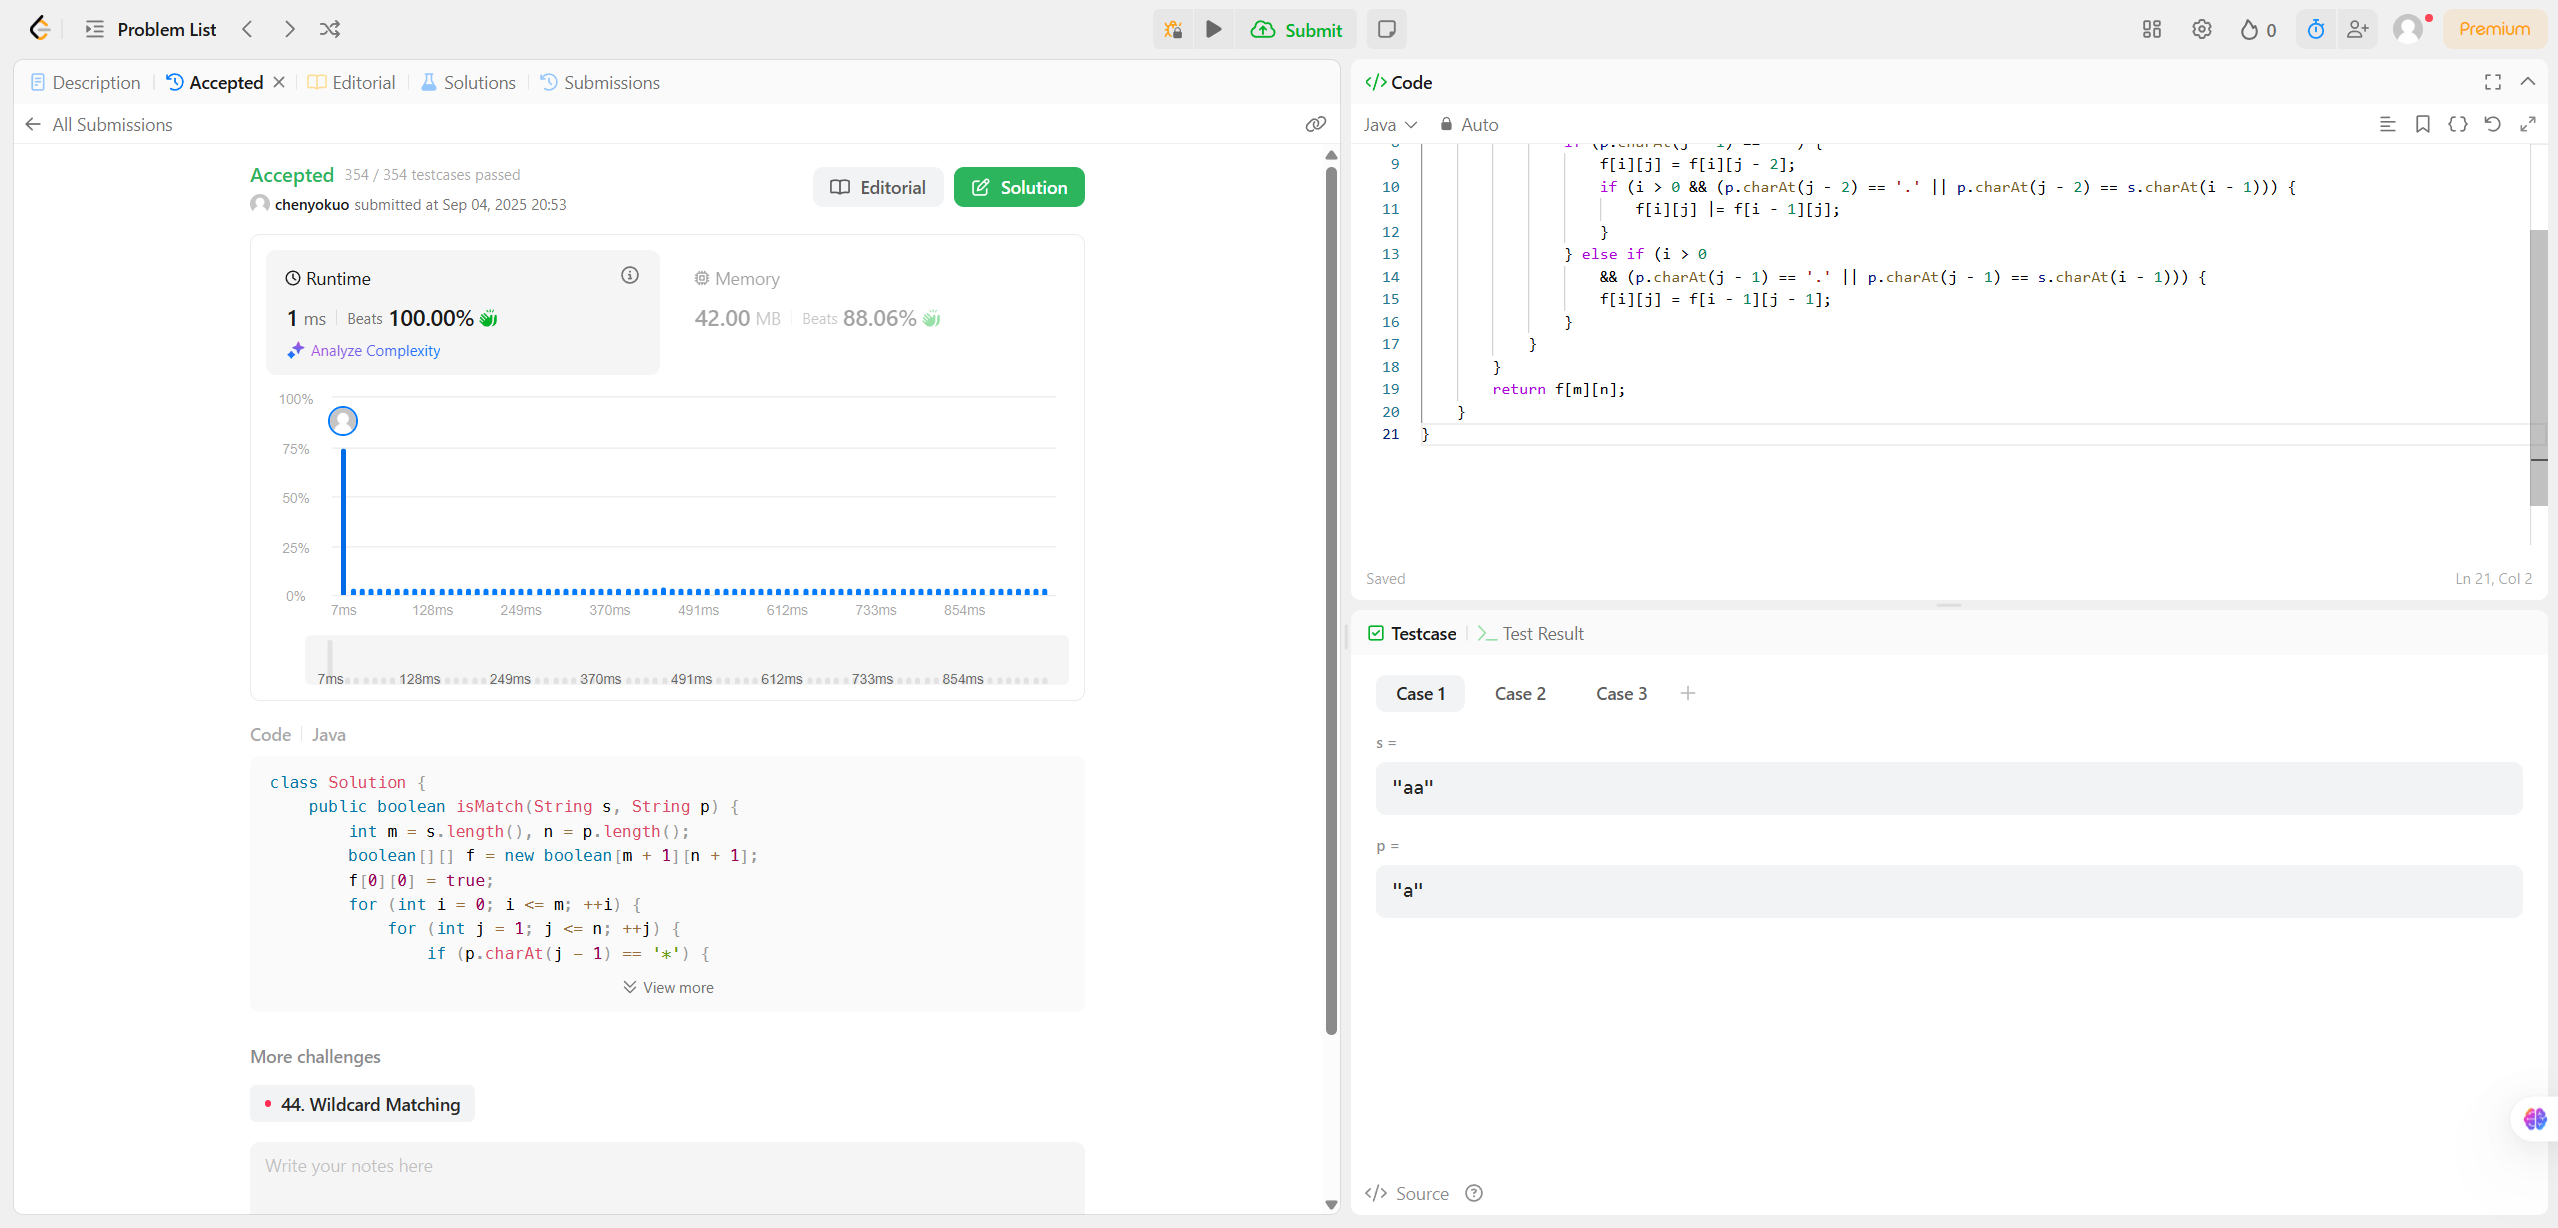 Problem List
Submit
0
Premium
Description
Accepted
Editorial
Solutions
Submissions
All Submissions
Accepted 354 / 354 testcases passed
chenyokuo submitted at Sep 04, 2025 20:53
Editorial
Solution
Runtime
1 ms Beats 100.00%
Analyze Complexity
Memory
42.00 MB Beats 88.06%
100%
75%
50%
25%
0%
7ms 128ms 249ms 370ms 491ms 612ms 733ms 854ms
7ms 128ms 249ms 370ms 491ms 612ms 733ms 854ms
Code Java
class Solution {
    public boolean isMatch(String s, String p) {
        int m = s.length(), n = p.length();
        boolean[][] f = new boolean[m + 1][n + 1];
        f[0][0] = true;
        for (int i = 0; i <= m; ++i) {
            for (int j = 1; j <= n; ++j) {
                if (p.charAt(j - 1) == '*') {
View more
More challenges
44. Wildcard Matching
Write your notes here
</> Code
Java
Auto
9 f[i][j] = f[i][j - 2];
10 if (i > 0 && (p.charAt(j - 2) == '.' || p.charAt(j - 2) == s.charAt(i - 1))) {
11 f[i][j] |= f[i - 1][j];
12 }
13 } else if (i > 0
14 && (p.charAt(j - 1) == '.' || p.charAt(j - 1) == s.charAt(i - 1))) {
15 f[i][j] = f[i - 1][j - 1];
16 }
17 }
18 }
19 return f[m][n];
20 }
21 }
Saved
Ln 21, Col 2
Testcase
Test Result
Case 1
Case 2
Case 3
s =
"aa"
p =
"a"
</> Source